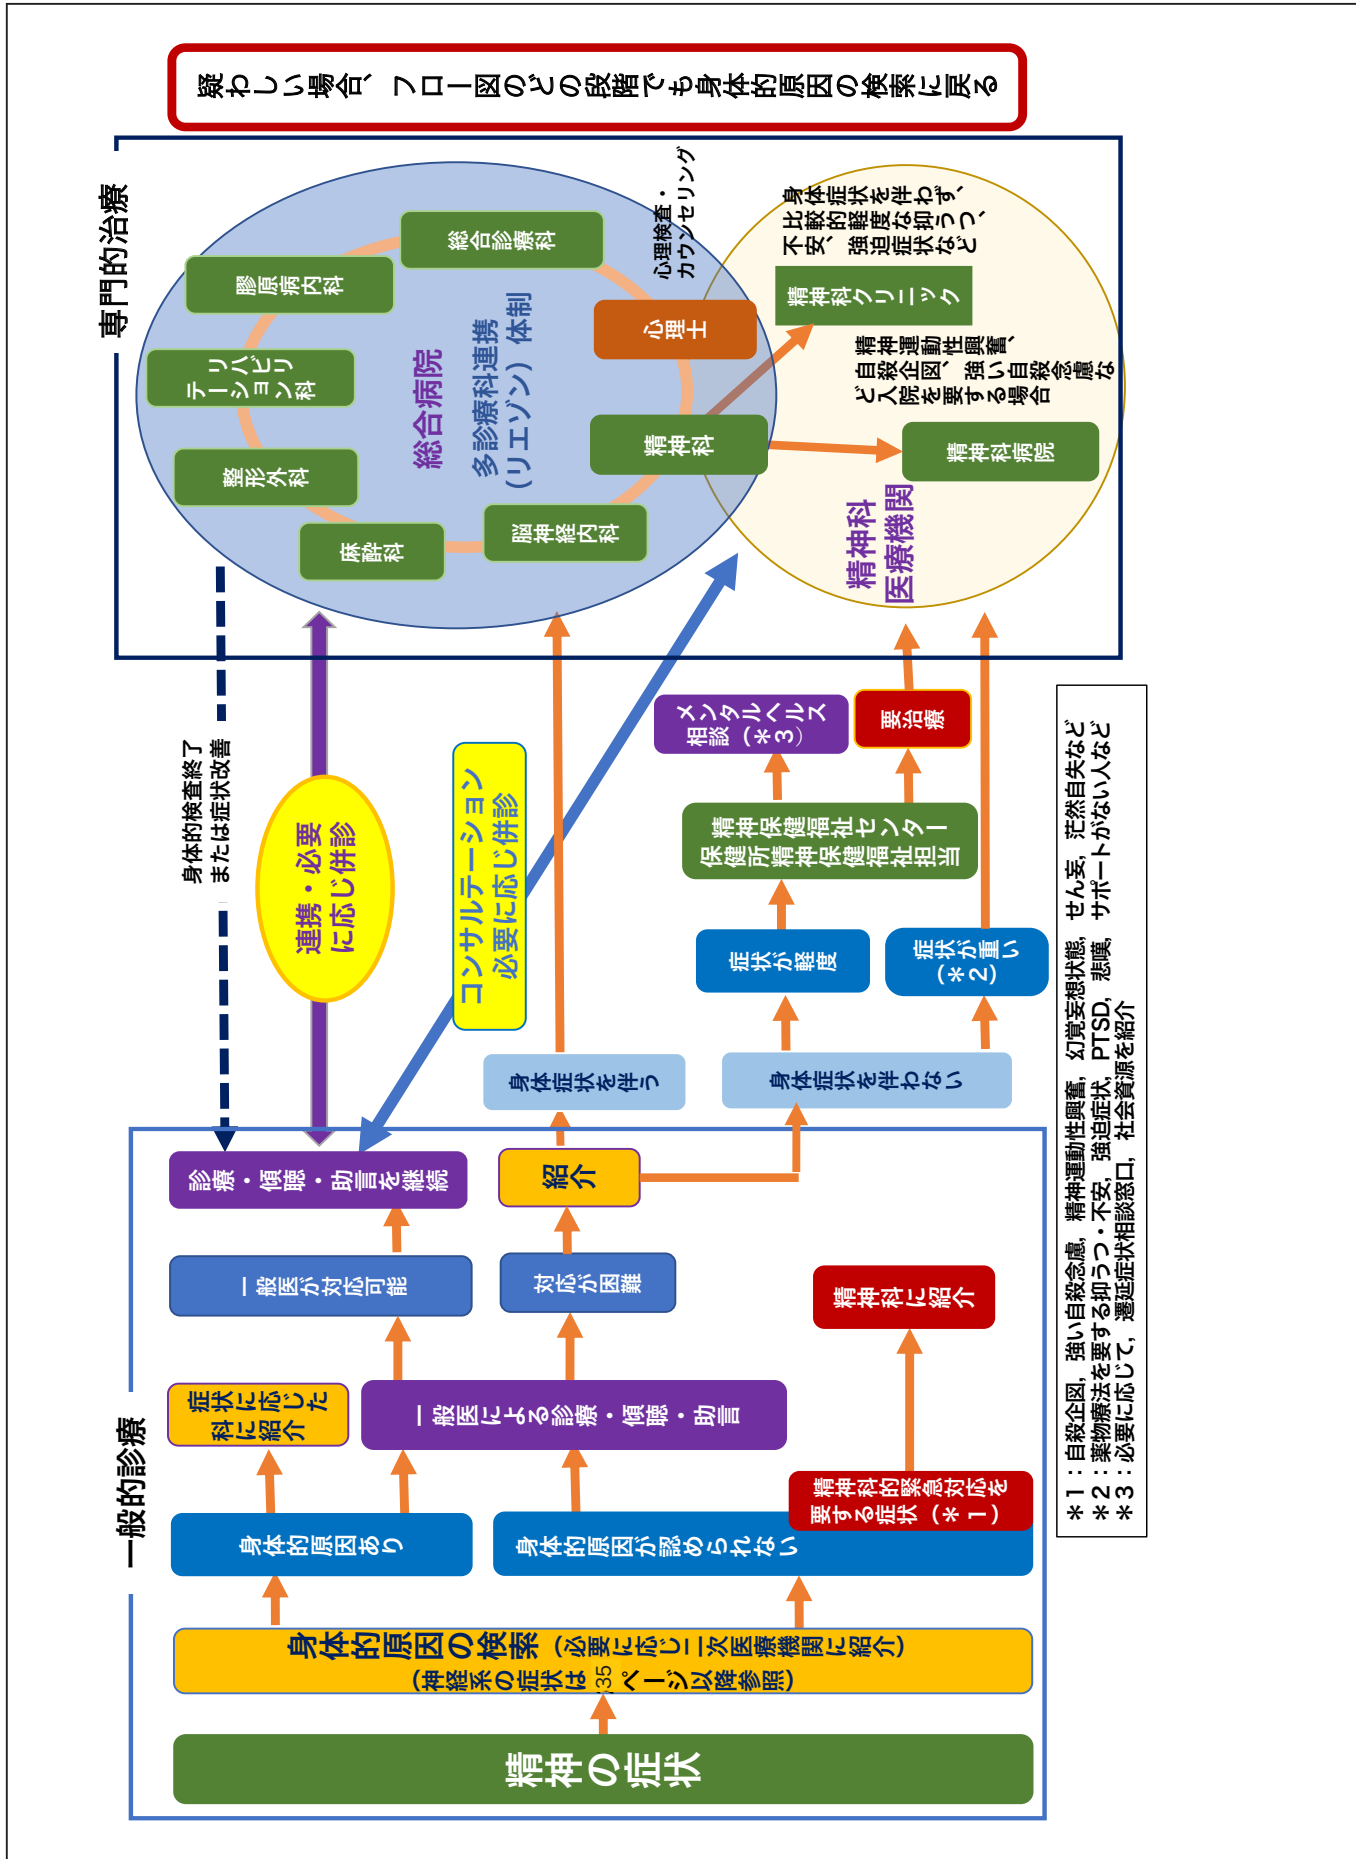 疑わしい場合、フロー図のどの段階でも身体的原因の検索に戻る
一般的診療
精神の症状
身体的原因の検索（必要に応じ二次医療機関に紹介）
（神経系の症状は35ページ以降参照）
身体的原因あり
身体的原因が認められない
精神科的緊急対応を
要する症状（＊1）
症状に応じた
科に紹介
一般医による診療・傾聴・助言
精神科に紹介
一般医が対応可能
対応が困難
診療・傾聴・助言を継続
紹介
身体症状を伴う
身体症状を伴わない
症状が軽度
症状が重い
（＊2）
精神保健福祉センター
保健所精神保健福祉担当
メンタルヘルス
相談（＊3）
要治療
身体的検査終了
または症状改善
連携・必要
に応じ併診
コンサルテーション
必要に応じ併診
専門的治療
総合病院
多診療科連携
（リエゾン）体制
麻酔科
整形外科
リハビリ
テーション科
膠原病内科
総合診療科
心理士
心理検査・
カウンセリング
精神科
脳神経内科
精神科
医療機関
精神科病院
精神運動性興奮、
自殺企図、強い自殺念慮な
ど入院を要する場合
精神科クリニック
身体症状を伴わず、
比較的軽度な抑うつ、
不安、強迫症状など
＊1：自殺企図，強い自殺念慮，精神運動性興奮，幻覚妄想状態，せん妄，茫然自失など
＊2：薬物療法を要する抑うつ・不安，強迫症状，PTSD，悲嘆，サポートがない人など
＊3：必要に応じて，遷延症状相談窓口，社会資源を紹介